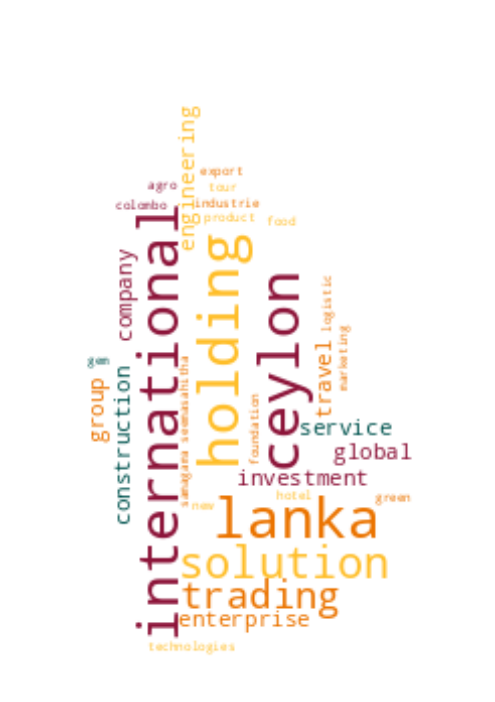 engineering
export
agro
tour
colombo
industrie
product
food
international
holding
company
ceylon
logistic
marketing
travel
gem
samagama seemasahitha
construction
group
foundation
service
global
investment
hotel
green
new
lanka
solution
trading
enterprise
technologies